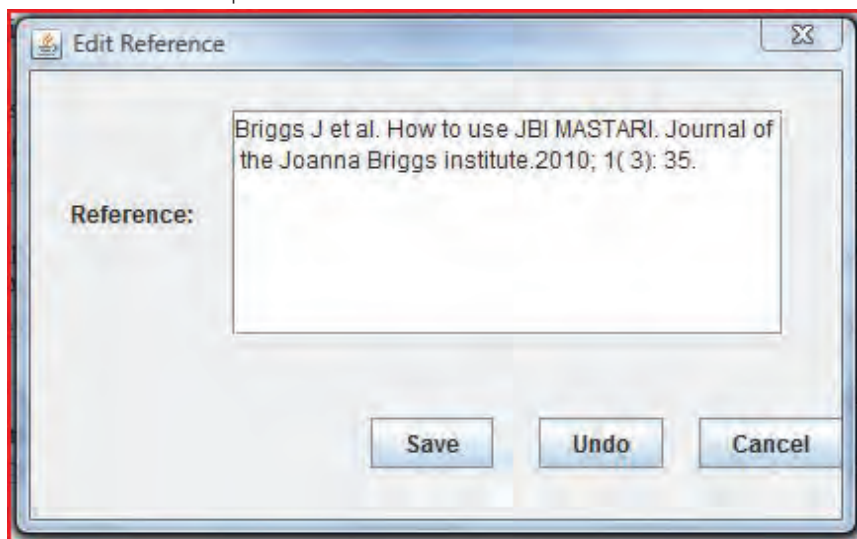 Edit Reference
Briggs J et al. How to use JBI MASTARI. Journal of
the Joanna Briggs institute.2010; 1( 3): 35.
Reference:
Save Undo Cancel